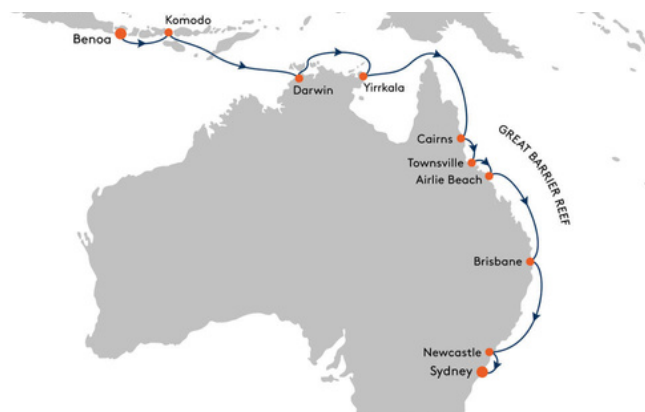 Komodo
Benoa
Darwin
Yirrkala
Cairns
Townsville
Airlie Beach
GREAT BARRIER REEF
Brisbane
Newcastle
Sydney